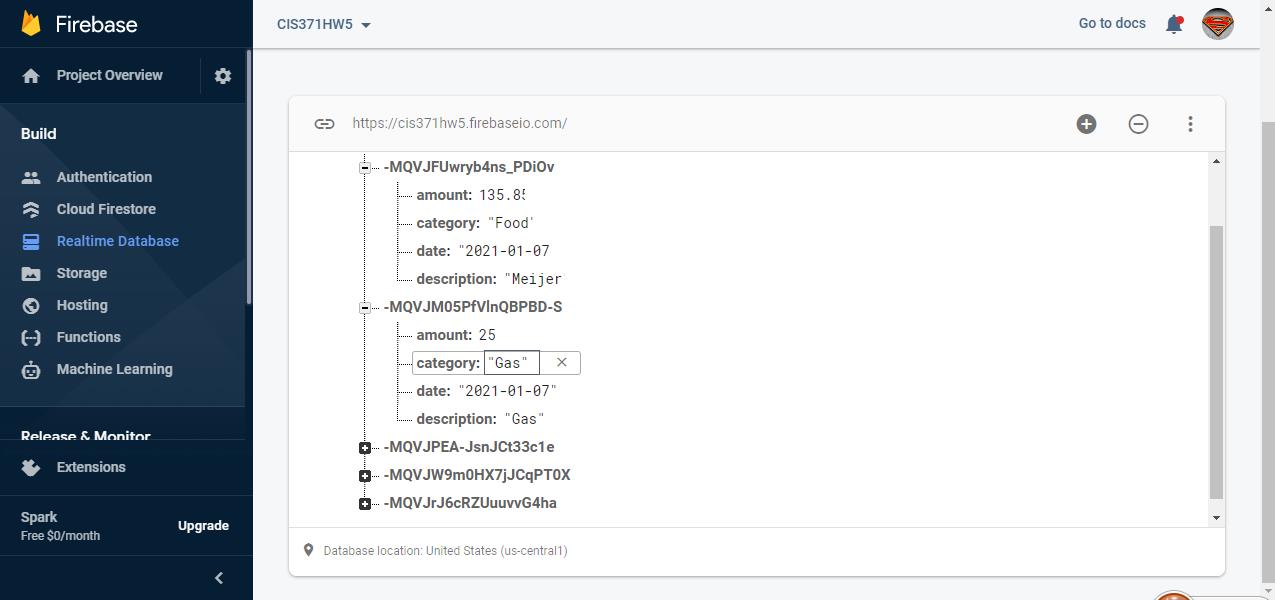 Firebase
CIS371HW5
Go to docs
Project Overview
Build
Authentication
Cloud Firestore
Realtime Database
Storage
Hosting
Functions
Machine Learning
Release & Monitor
Extensions
Spark
Free $0/month
Upgrade
https://cis371hw5.firebaseio.com/
-MQVJFUwryb4ns_PDiOv
amount: 135.85
category: "Food"
date: "2021-01-07
description: "Meijer
-MQVJM05PfVlnQBPBD-S
amount: 25
category: "Gas"
date: "2021-01-07"
description: "Gas"
-MQVJPEA-JsnJCt33c1e
-MQVJW9m0HX7jJCqPT0X
-MQVJrJ6cRZUuuvvG4ha
Database location: United States (us-central1)